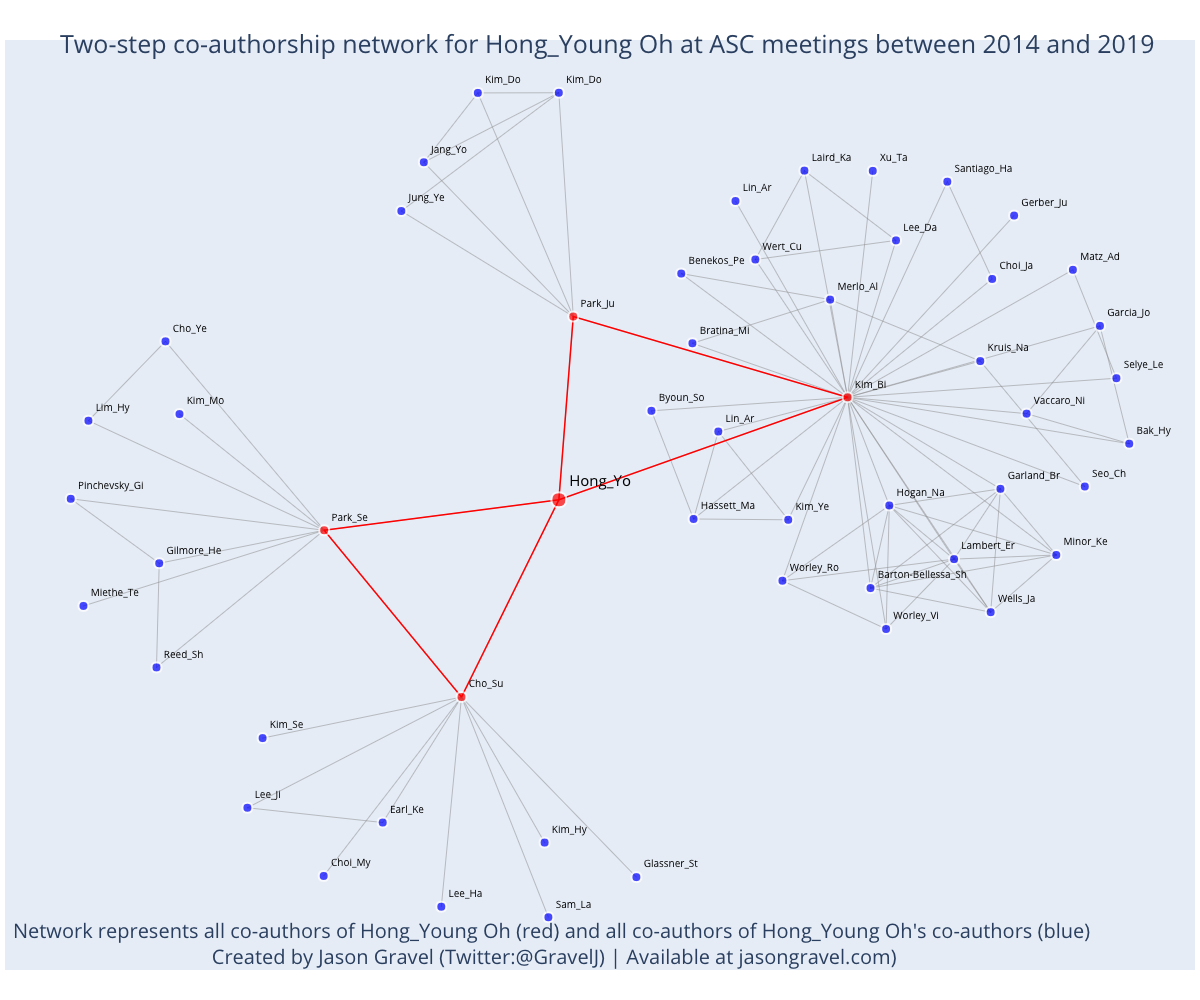 Two-step co-authorship network for Hong_Young Oh at ASC meetings between 2014 and 2019
Kim_Do
Kim_Do
Jang_Yo
Jung_Ye
Laird_Ka
Xu_Ta
Santiago_Ha
Lin_Ar
Gerber_Ju
Lee_Da
Wert_Cu
Benekos_Pe
Matz_Ad
Choi_Ja
Merlo_Al
Park_Ju
Garcia_Jo
Cho_Ye
Bratina_Mi
Kruis_Na
Selye_Le
Kim_Bi
Kim_Mo
Lim_Hy
Byoun_So
Vaccaro_Ni
Lin_Ar
Bak_Hy
Hong_Yo
Seo_Ch
Garland_Br
Pinchevsky_Gi
Hogan_Na
Hassett_Ma
Kim_Ye
Park_Se
Minor_Ke
Lambert_Er
Gilmore_He
Worley_Ro
Barton-Bellessa_Sh
Miethe_Te
Wells_Ja
Worley_Vi
Reed_Sh
Cho_Su
Kim_Se
Lee_Ji
Earl_Ke
Kim_Hy
Choi_My
Glassner_St
Lee_Ha
Sam_La
Network represents all co-authors of Hong_Young Oh (red) and all co-authors of Hong_Young Oh's co-authors (blue)
Created by Jason Gravel (Twitter:@GravelJ) | Available at jasongravel.com)